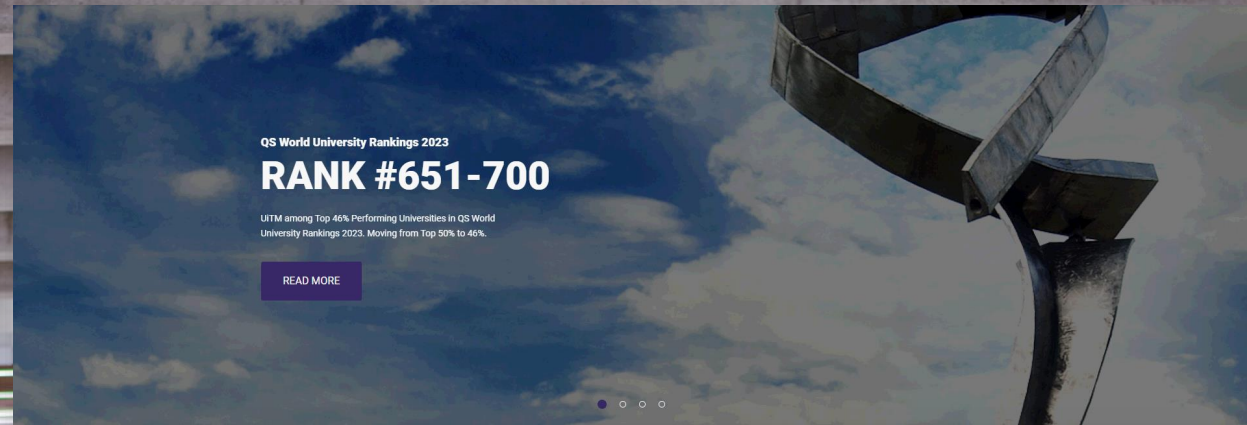 QS World University Rankings 2023
RANK #651-700
UiTM among Top 46% Performing Universities in QS World
University Rankings 2023. Moving from Top 50% to 46%.
READ MORE